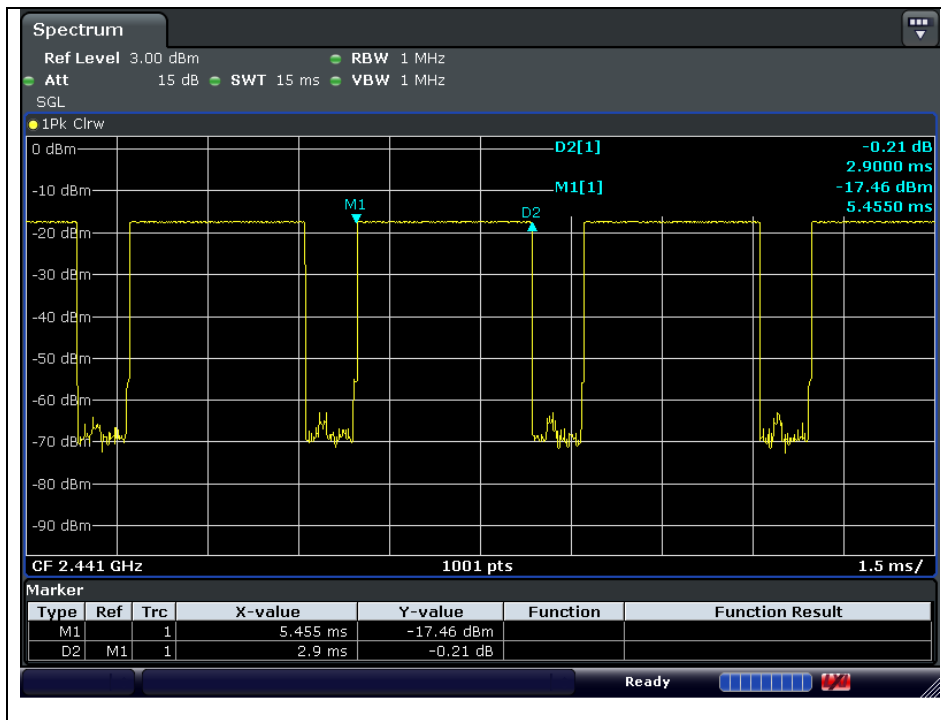 Spectrum
Ref Level 3.00 dBm RBW 1 MHz
Att 15 dB SWT 15 ms VBW 1 MHz
SGL
1Pk Clrw
0 dBm
D2[1] -0.21 dB
2.9000 ms
-10 dBm
M1[1] -17.46 dBm
5.4550 ms
M1
D2
-20 dBm
-30 dBm
-40 dBm
-50 dBm
-60 dBm
-70 dBm
-80 dBm
-90 dBm
CF 2.441 GHz 1001 pts 1.5 ms/
Marker
Type Ref Trc X-value Y-value Function Function Result
M1 1 5.455 ms -17.46 dBm
D2 M1 1 2.9 ms -0.21 dB
Ready